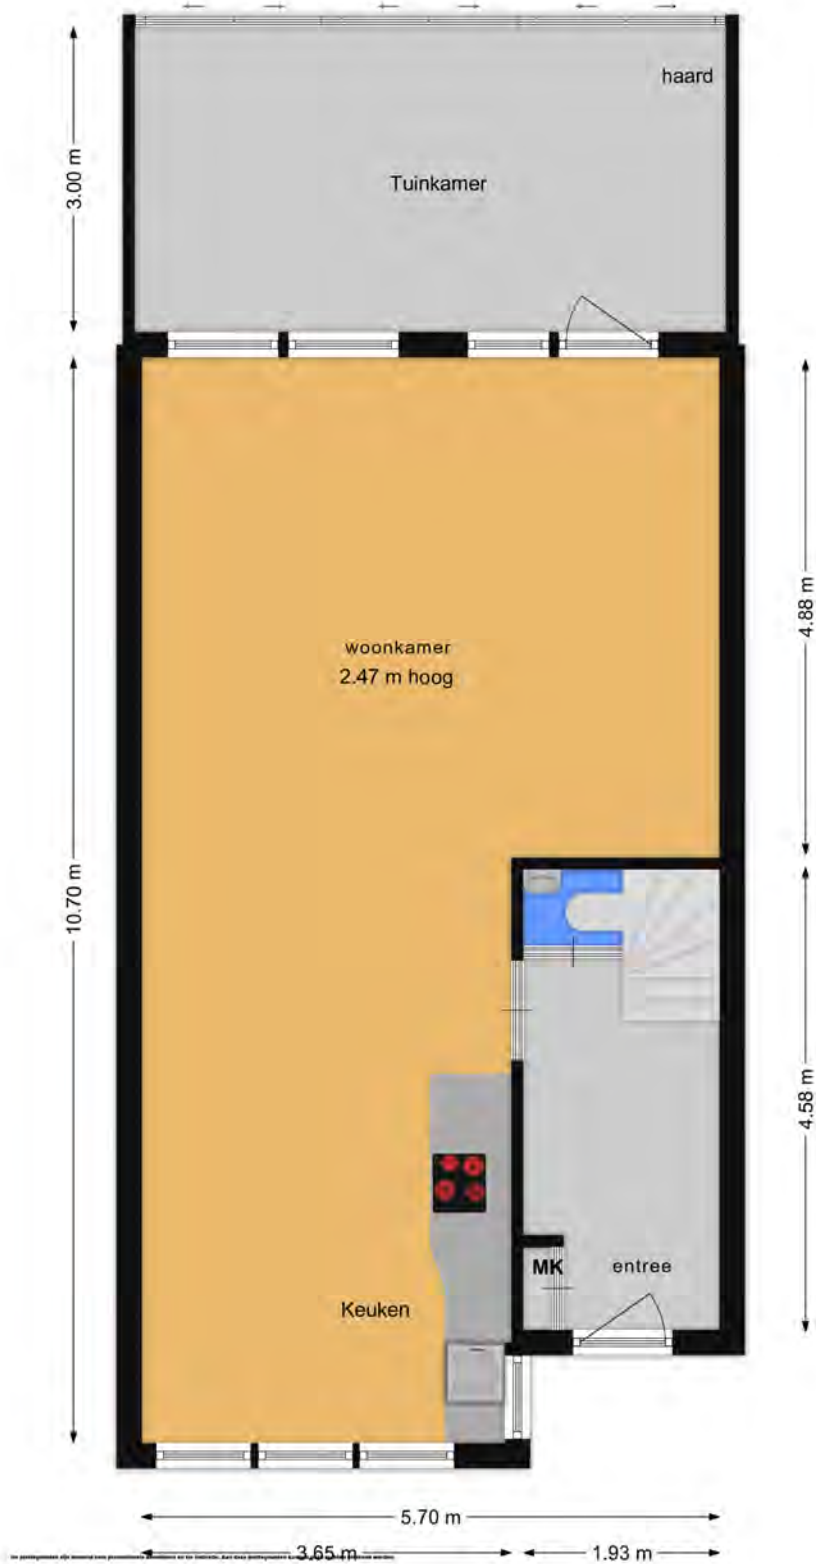 haard
3.00 m
Tuinkamer
4.88 m
woonkamer
2.47 m hoog
10.70 m
4.58 m
MK
entree
Keuken
5.70 m
3.65 m
1.93 m